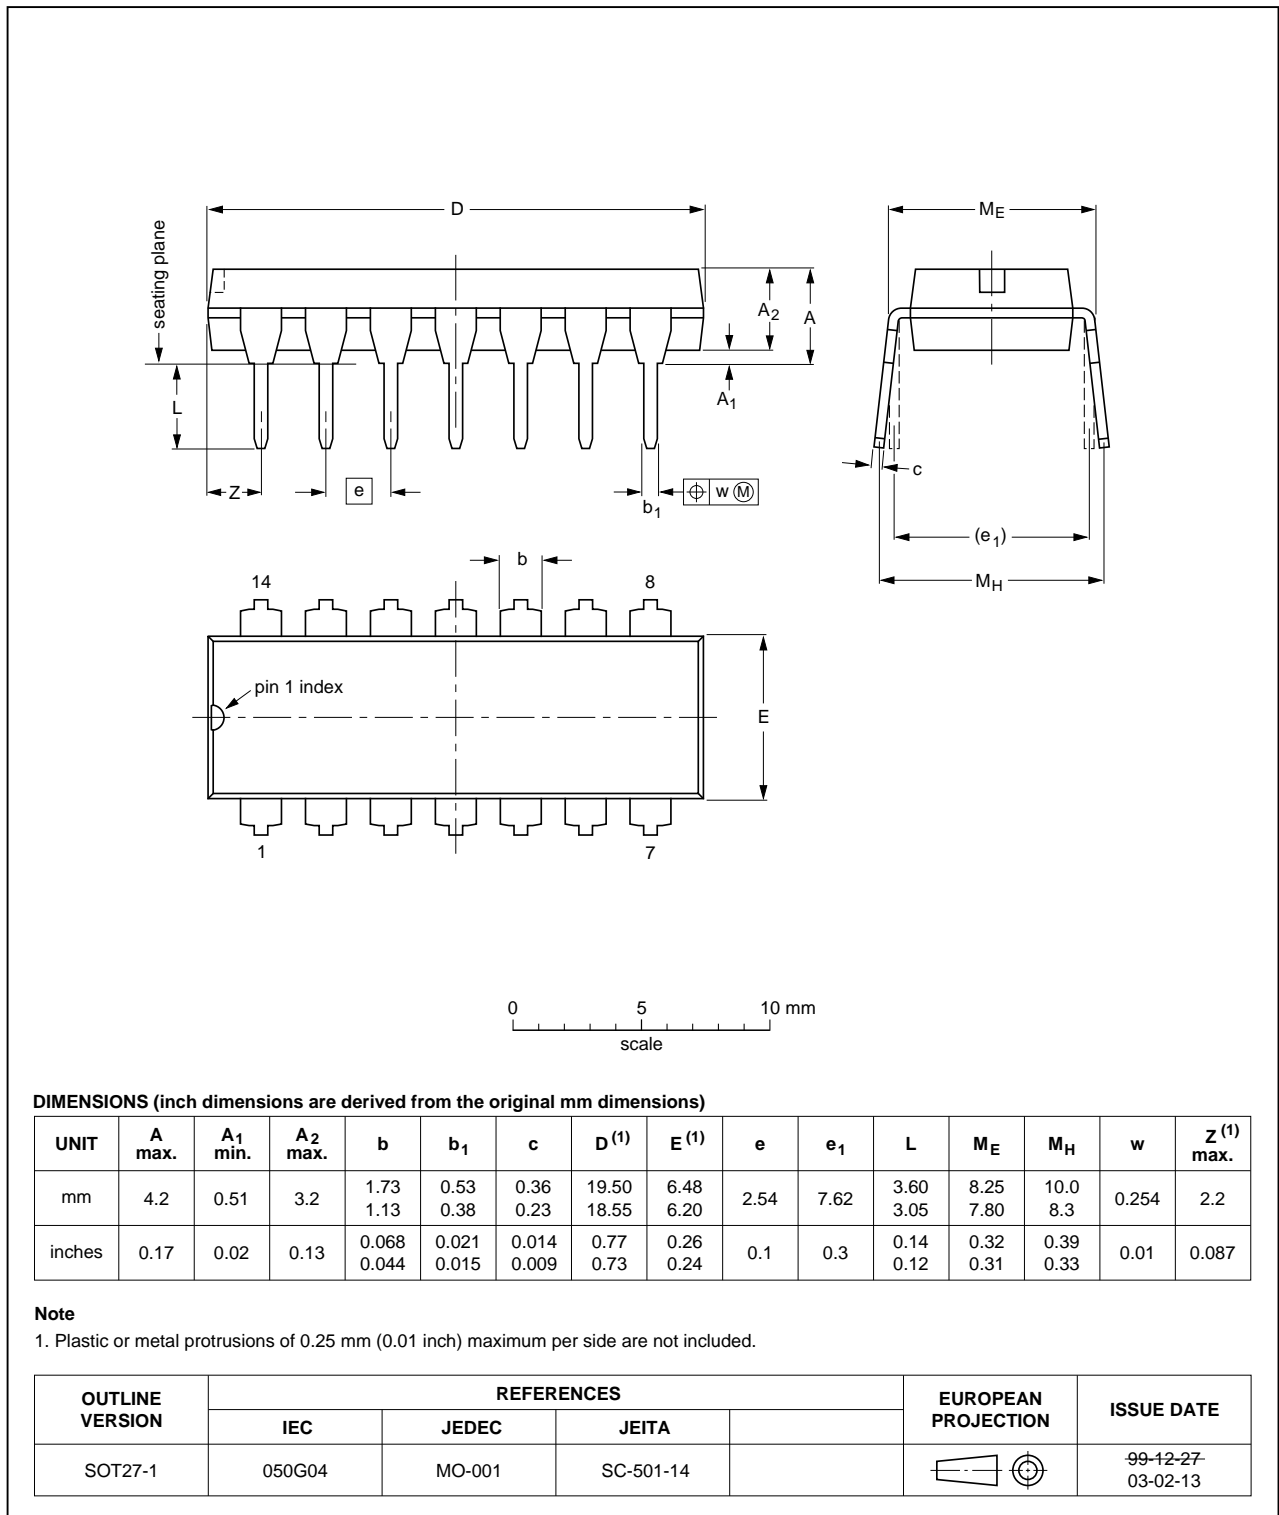 D
M_E
seating plane
A_2
A
L
A_1
Z
e
b_1
w M
c
(e_1)
M_H
b
14
8
pin 1 index
E
1
7
0
5
10 mm
scale
DIMENSIONS (inch dimensions are derived from the original mm dimensions)
UNIT A max. A1 min. A2 max. b b1 c D(1) E(1) e e1 L ME MH w Z(1) max.
mm 4.2 0.51 3.2 1.73 1.13 0.53 0.38 0.36 0.23 19.50 18.55 6.48 6.20 2.54 7.62 3.60 3.05 8.25 7.80 10.0 8.3 0.254 2.2
inches 0.17 0.02 0.13 0.068 0.044 0.021 0.015 0.014 0.009 0.77 0.73 0.26 0.24 0.1 0.3 0.14 0.12 0.32 0.31 0.39 0.33 0.01 0.087
Note
1. Plastic or metal protrusions of 0.25 mm (0.01 inch) maximum per side are not included.
OUTLINE VERSION REFERENCES EUROPEAN PROJECTION ISSUE DATE
IEC JEDEC JEITA
SOT27-1 050G04 MO-001 SC-501-14 99-12-27
03-02-13